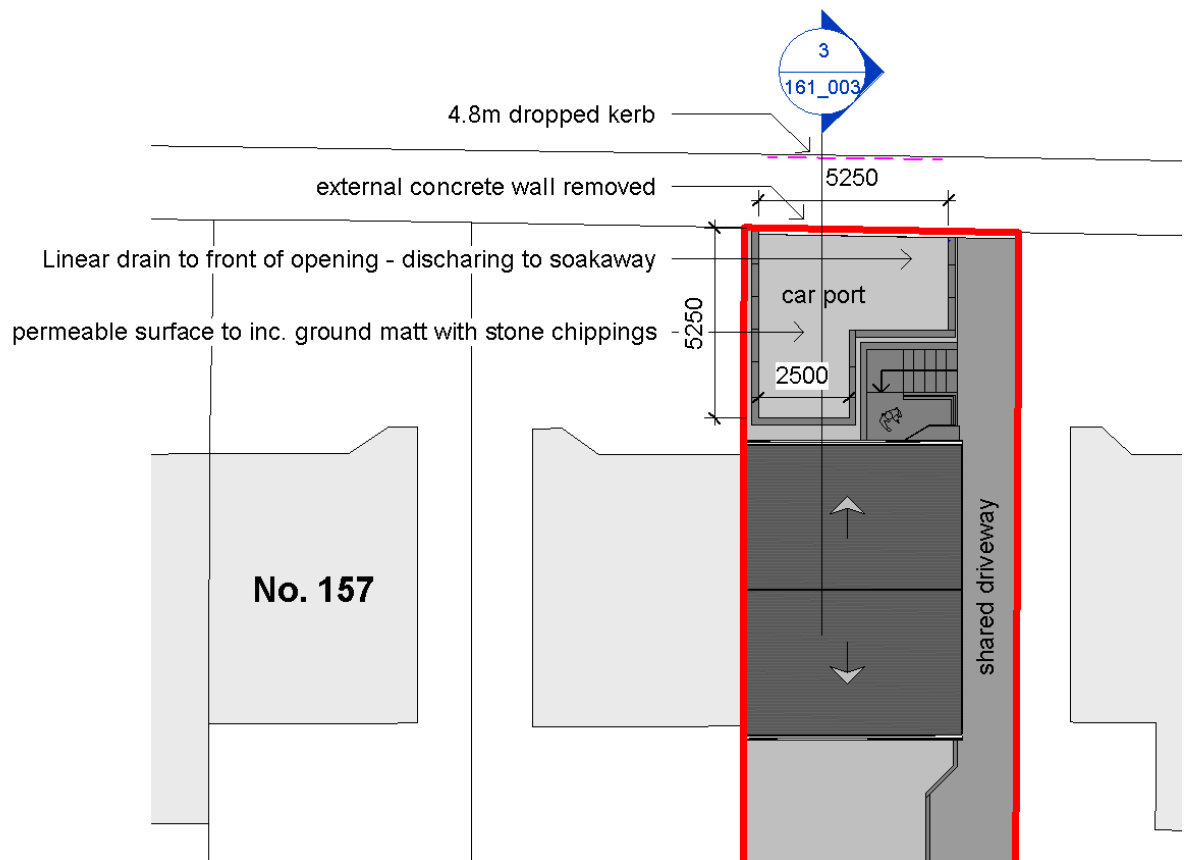 3
161_003
4.8m dropped kerb
5250
external concrete wall removed
Linear drain to front of opening - discharing to soakaway
car port
5250
permeable surface to inc. ground matt with stone chippings
2500
No. 157
shared driveway